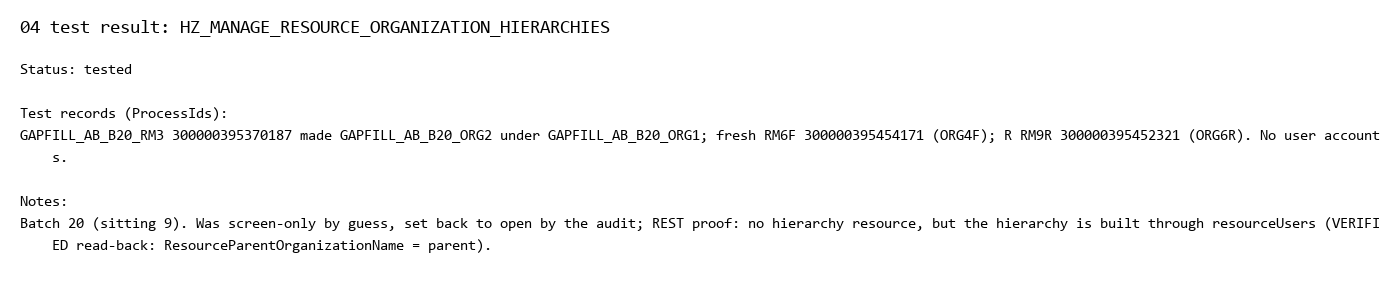 04 test result: HZ_MANAGE_RESOURCE_ORGANIZATION_HIERARCHIES
Status: tested
Test records (ProcessIds):
GAPFILL_AB_B20_RM3 300000395370187 made GAPFILL_AB_B20_ORG2 under GAPFILL_AB_B20_ORG1; fresh RM6F 300000395454171 (ORG4F); R RM9R 300000395452321 (ORG6R). No user account
s.
Notes:
Batch 20 (sitting 9). Was screen-only by guess, set back to open by the audit; REST proof: no hierarchy resource, but the hierarchy is built through resourceUsers (VERIFI
ED read-back: ResourceParentOrganizationName = parent).